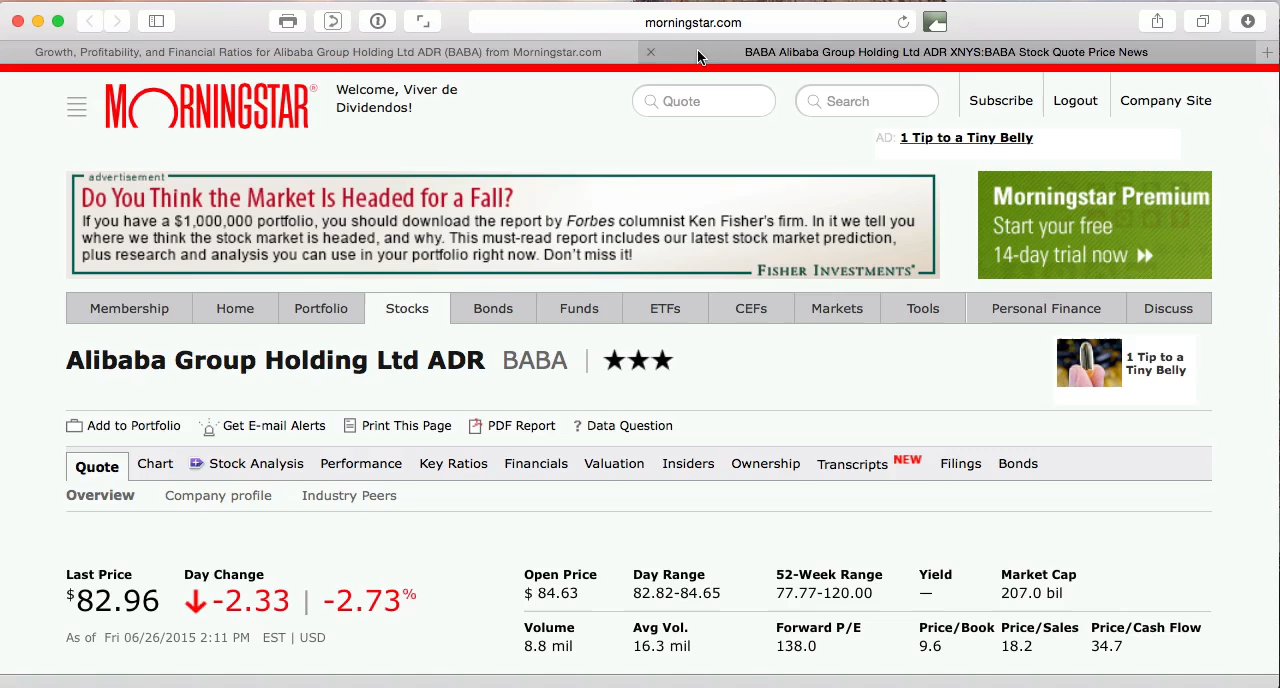 morningstar.com
Growth, Profitability, and Financial Ratios for Alibaba Group Holding Ltd ADR (BABA) from Morningstar.com
BABA Alibaba Group Holding Ltd ADR XNYS:BABA Stock Quote Price News
MORNINGSTAR®
Welcome, Viver de
Dividendos!
Quote
Search
Subscribe
Logout
Company Site
AD: 1 Tip to a Tiny Belly
advertisement
Do You Think the Market Is Headed for a Fall?
If you have a $1,000,000 portfolio, you should download the report by Forbes columnist Ken Fisher's firm. In it we tell you
where we think the stock market is headed, and why. This must-read report includes our latest stock market prediction,
plus research and analysis you can use in your portfolio right now. Don't miss it!
FISHER INVESTMENTS
Morningstar Premium
Start your free
14-day trial now
Membership Home Portfolio Stocks Bonds Funds ETFs CEFs Markets Tools Personal Finance Discuss
Alibaba Group Holding Ltd ADR BABA | ★★★
1 Tip to a
Tiny Belly
Add to Portfolio Get E-mail Alerts Print This Page PDF Report ? Data Question
Quote Chart Stock Analysis Performance Key Ratios Financials Valuation Insiders Ownership Transcripts NEW Filings Bonds
Overview Company profile Industry Peers
Last Price Day Change
$82.96 -2.33 | -2.73%
As of Fri 06/26/2015 2:11 PM EST | USD
Open Price Day Range 52-Week Range Yield Market Cap
$ 84.63 82.82-84.65 77.77-120.00 — 207.0 bil
Volume Avg Vol. Forward P/E Price/Book Price/Sales Price/Cash Flow
8.8 mil 16.3 mil 138.0 9.6 18.2 34.7